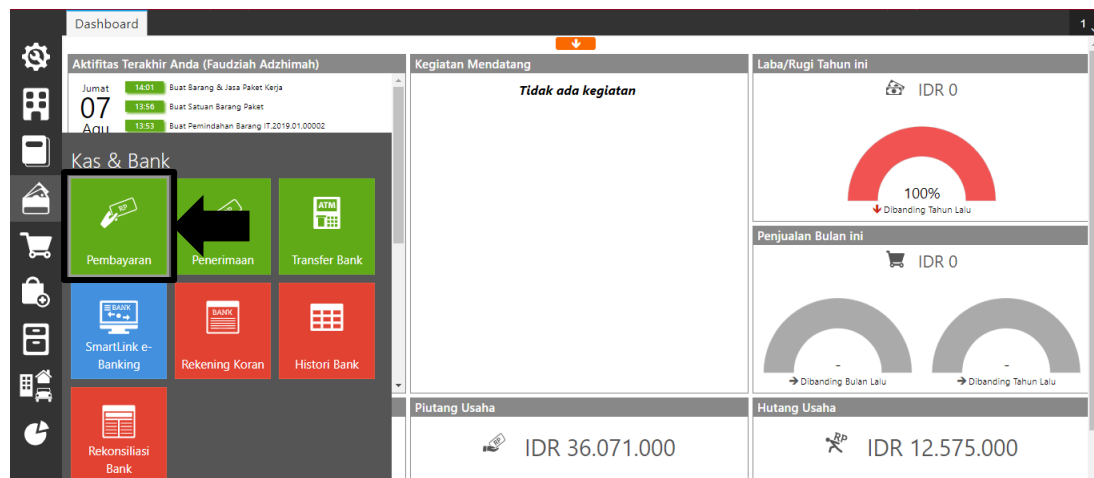 Dashboard
1
Aktifitas Terakhir Anda (Faudziah Adzhimah)
Jumat
07
Agu
14:01 Buat Barang & Jasa Paket Kerja
13:56 Buat Satuan Barang Paket
13:53 Buat Pemindahan Barang IT.2019.01.00002
Kas & Bank
RP
Pembayaran
Penerimaan
ATM
Transfer Bank
BANK
SmartLink e-
Banking
BANK
Rekening Koran
Histori Bank
Rekonsiliasi
Bank
Kegiatan Mendatang
Tidak ada kegiatan
Laba/Rugi Tahun ini
IDR 0
100%
Dibanding Tahun Lalu
Penjualan Bulan ini
IDR 0
-
Dibanding Bulan Lalu
-
Dibanding Tahun Lalu
Piutang Usaha
RP
IDR 36.071.000
Hutang Usaha
RP
IDR 12.575.000